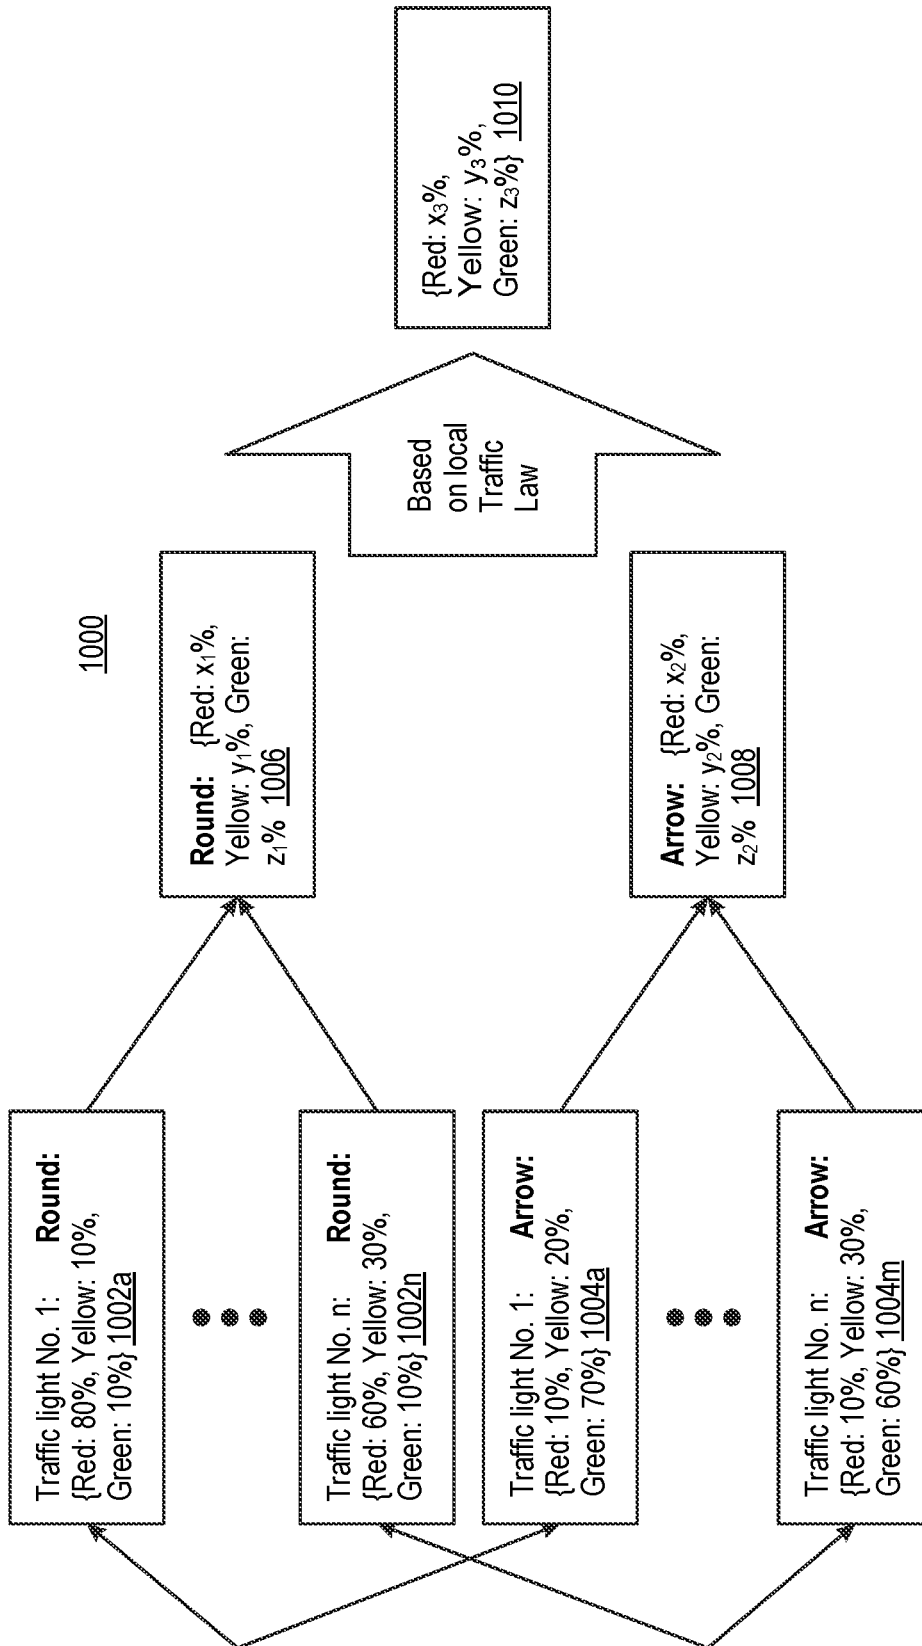 1000
Traffic light No. 1: Round:
{Red: 80%, Yellow: 10%,
Green: 10%} 1002a
Traffic light No. n: Round:
{Red: 60%, Yellow: 30%,
Green: 10%} 1002n
Traffic light No. 1: Arrow:
{Red: 10%, Yellow: 20%,
Green: 70%} 1004a
Traffic light No. n: Arrow:
{Red: 10%, Yellow: 30%,
Green: 60%} 1004m
Round: {Red: x₁%,
Yellow: y₁%, Green:
z₁% 1006
Arrow: {Red: x₂%,
Yellow: y₂%, Green:
z₂% 1008
Based
on local
Traffic
Law
{Red: x₃%,
Yellow: y₃%,
Green: z₃%} 1010